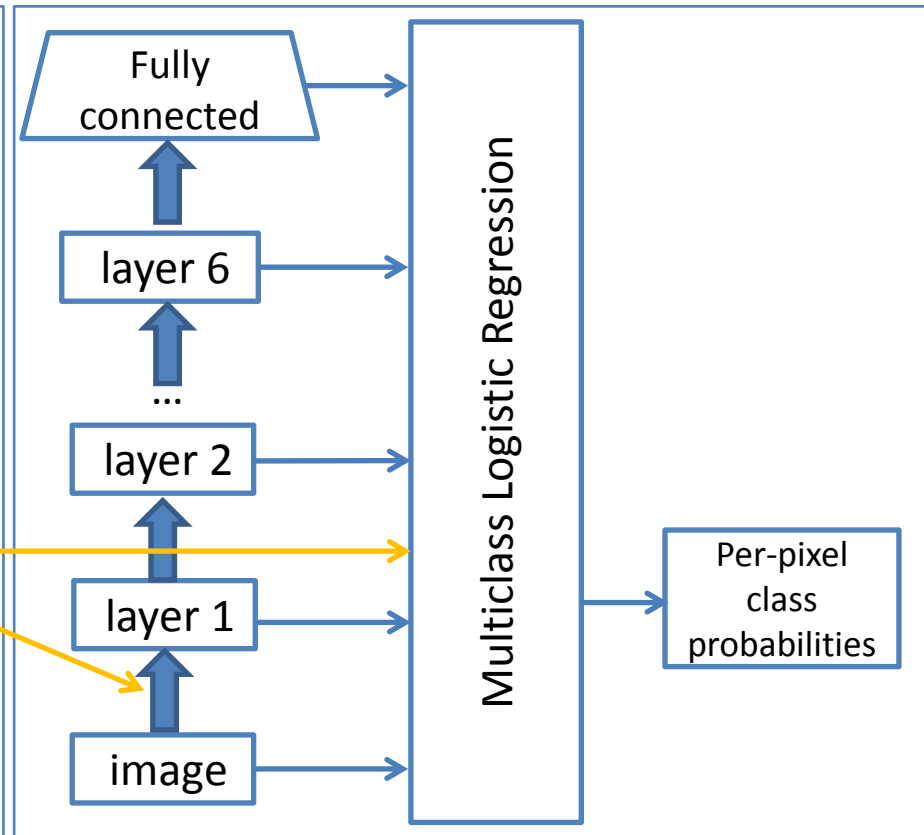 Fully
connected
layer 6
...
layer 2
layer 1
image
Multiclass Logistic Regression
Per-pixel
class
probabilities